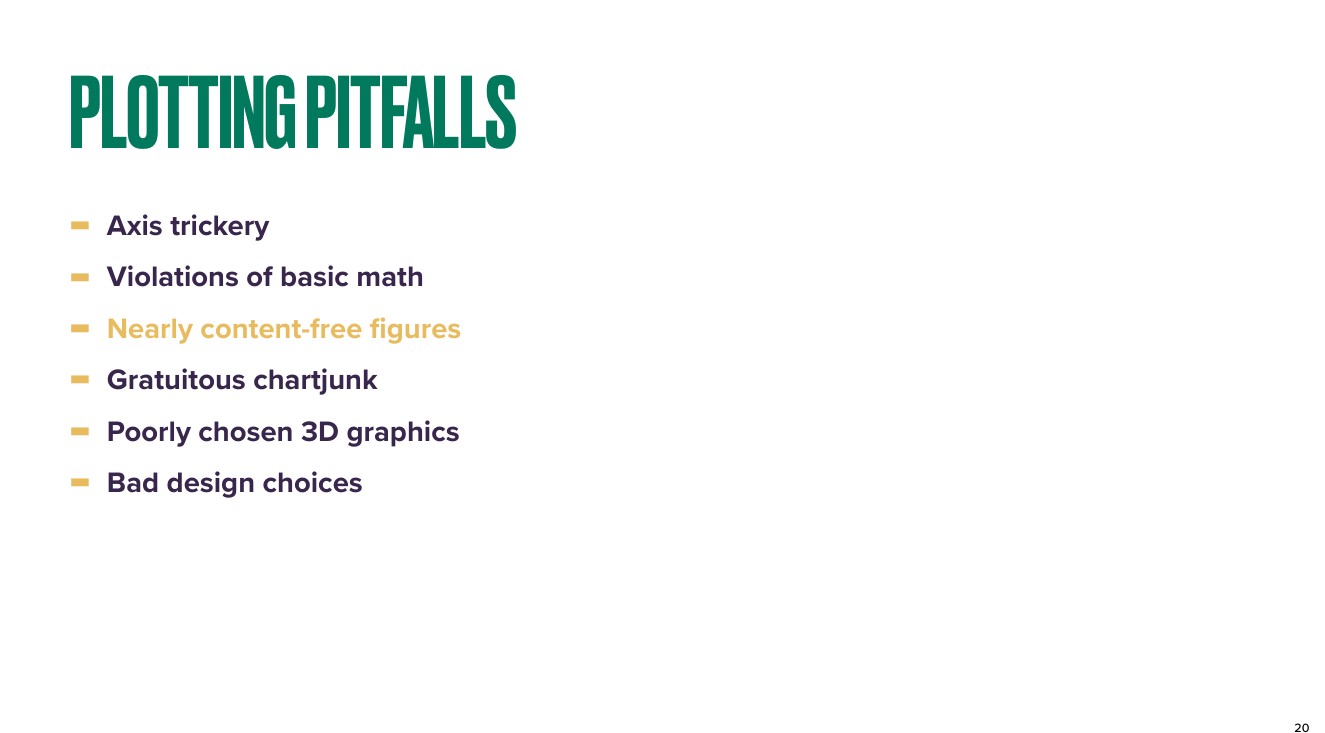 PLOTTING PITFALLS
Axis trickery
Violations of basic math
Nearly content-free figures
Gratuitous chartjunk
Poorly chosen 3D graphics
Bad design choices
20